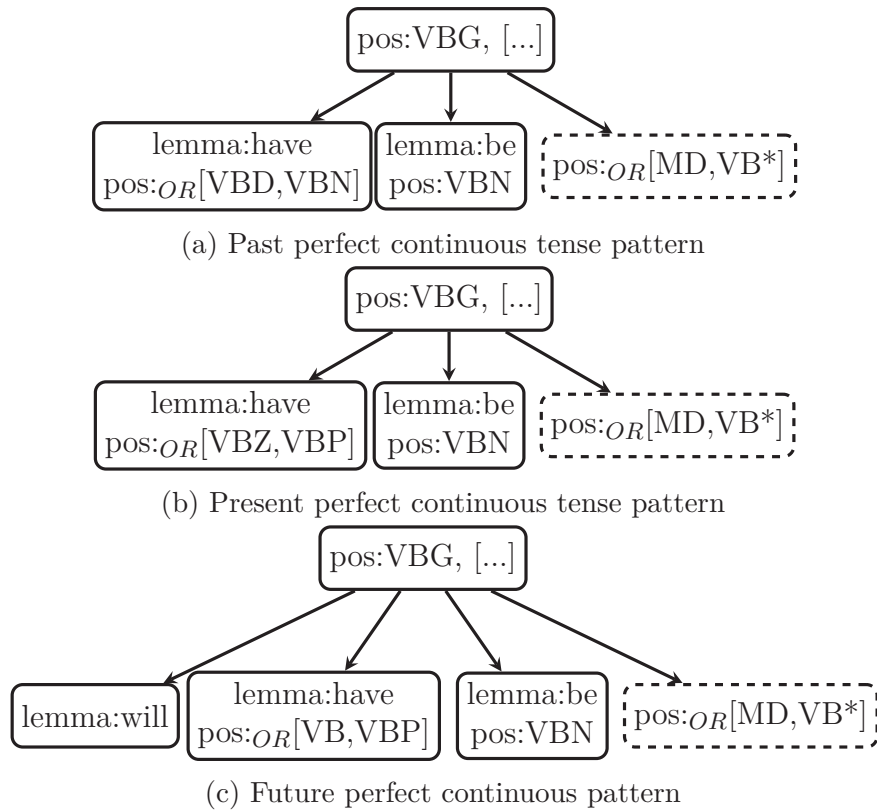 pos:VBG, [...]
lemma:have
pos:OR[VBD,VBN]
lemma:be
pos:VBN
pos:OR[MD,VB*]
(a) Past perfect continuous tense pattern
pos:VBG, [...]
lemma:have
pos:OR[VBZ,VBP]
lemma:be
pos:VBN
pos:OR[MD,VB*]
(b) Present perfect continuous tense pattern
pos:VBG, [...]
lemma:will
lemma:have
pos:OR[VB,VBP]
lemma:be
pos:VBN
pos:OR[MD,VB*]
(c) Future perfect continuous pattern